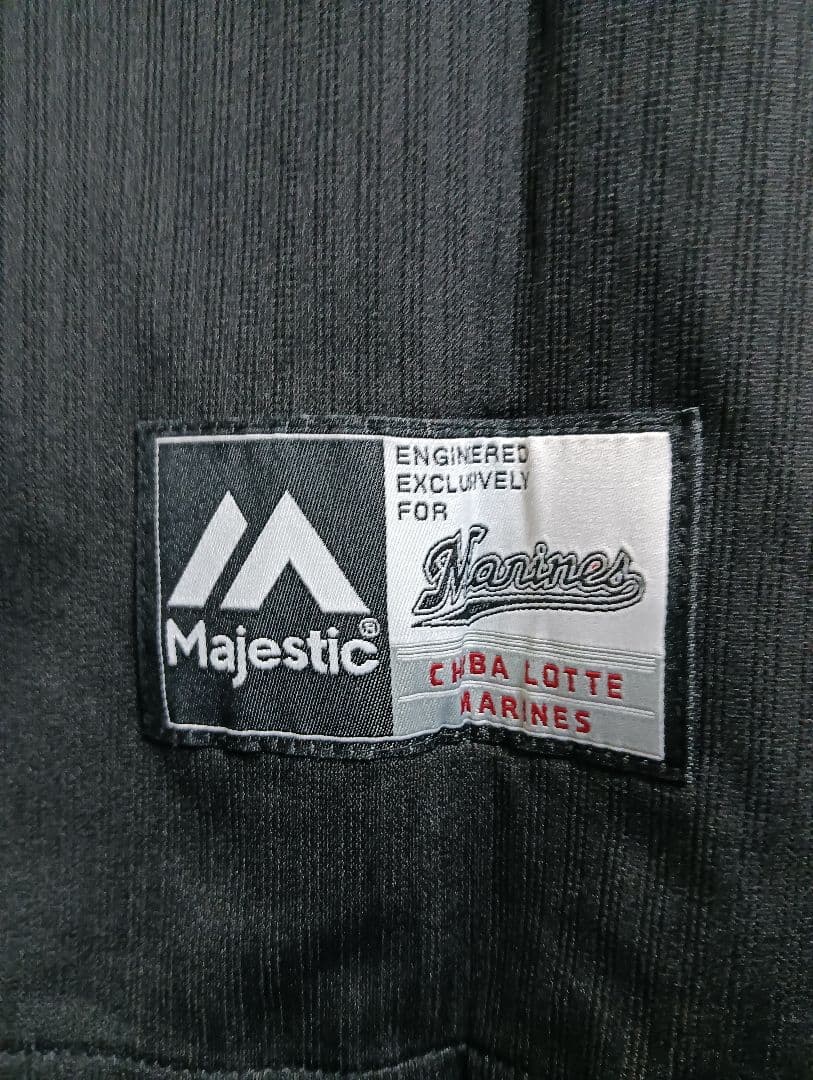 Majestic®
ENGINEERED
EXCLUSIVELY
FOR
Marines
CHIBA LOTTE
MARINES